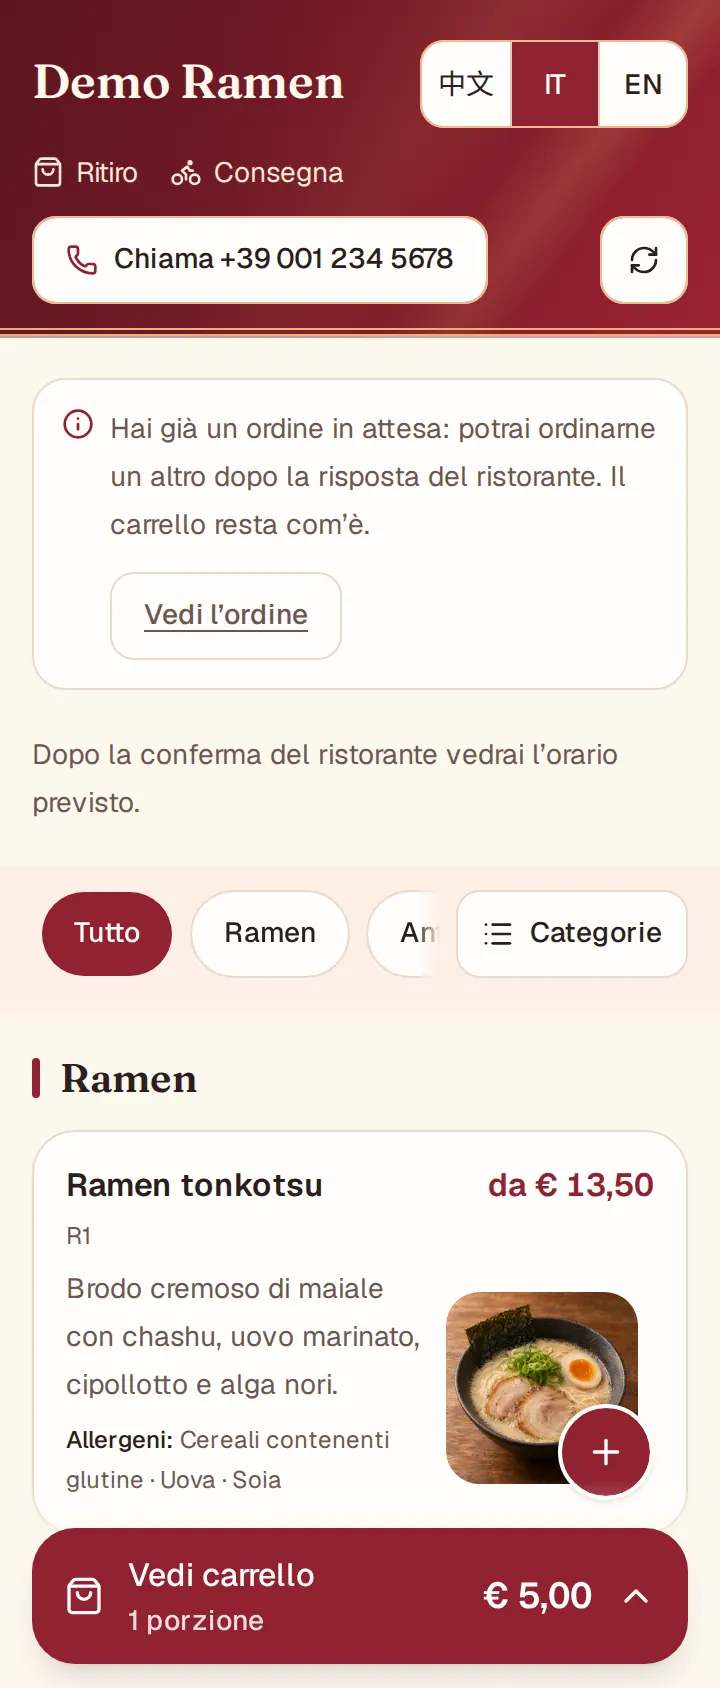 Demo Ramen
中文
IT
EN
Ritiro
Consegna
Chiama +39 001 234 5678
Hai già un ordine in attesa: potrai ordinarne
un altro dopo la risposta del ristorante. Il
carrello resta com’è.
Vedi l’ordine
Dopo la conferma del ristorante vedrai l’orario
previsto.
Tutto
Ramen
Categorie
Ramen
Ramen tonkotsu
da € 13,50
R1
Brodo cremoso di maiale
con chashu, uovo marinato,
cipollotto e alga nori.
Allergeni: Cereali contenenti
glutine · Uova · Soia
Vedi carrello
€ 5,00
1 porzione